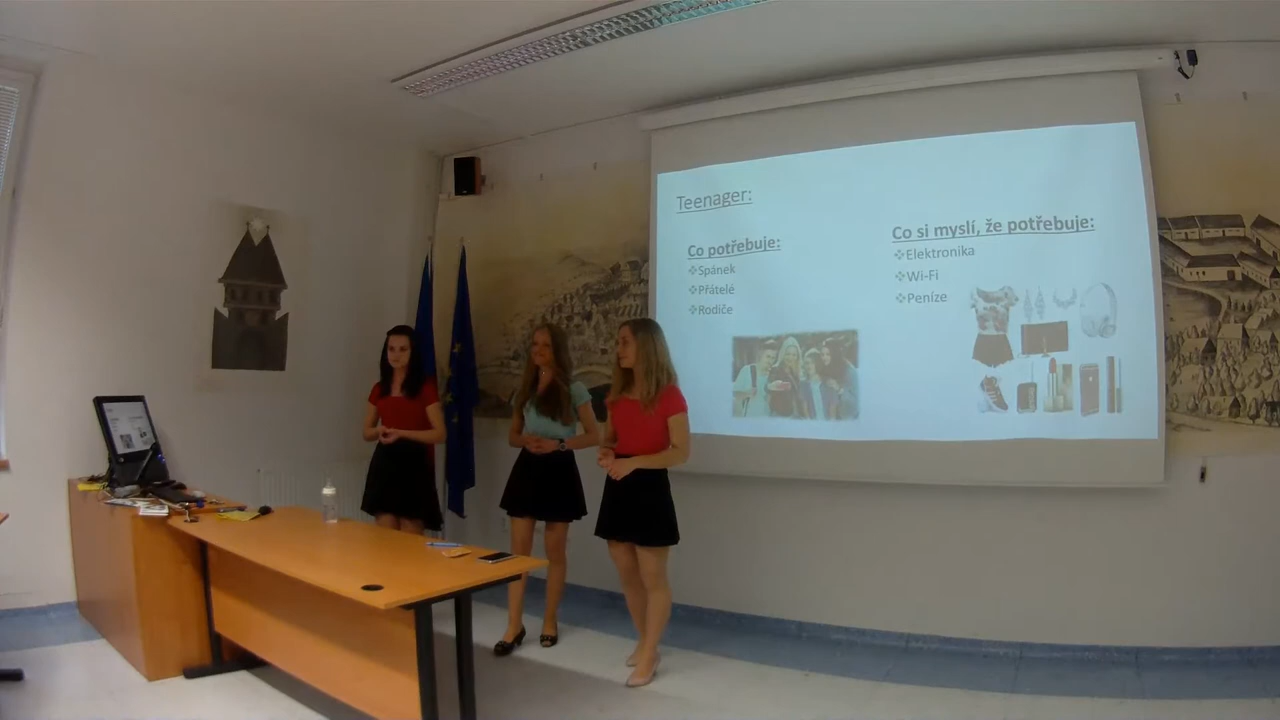 Teenager:
Co potřebuje:
❖Spánek
❖Přátelé
❖Rodiče
Co si myslí, že potřebuje:
❖Elektronika
❖Wi-Fi
❖Peníze